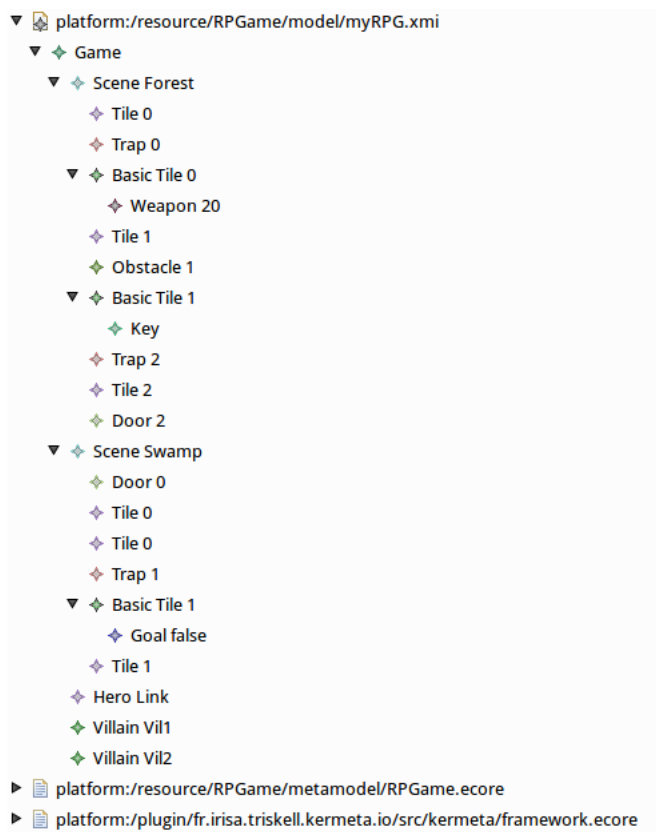 platform:/resource/RPGame/model/myRPG.xmi
Game
Scene Forest
Tile 0
Trap 0
Basic Tile 0
Weapon 20
Tile 1
Obstacle 1
Basic Tile 1
Key
Trap 2
Tile 2
Door 2
Scene Swamp
Door 0
Tile 0
Tile 0
Trap 1
Basic Tile 1
Goal false
Tile 1
Hero Link
Villain Vil1
Villain Vil2
platform:/resource/RPGame/metamodel/RPGame.ecore
platform:/plugin/fr.irisa.triskell.kermeta.io/src/kermeta/framework.ecore